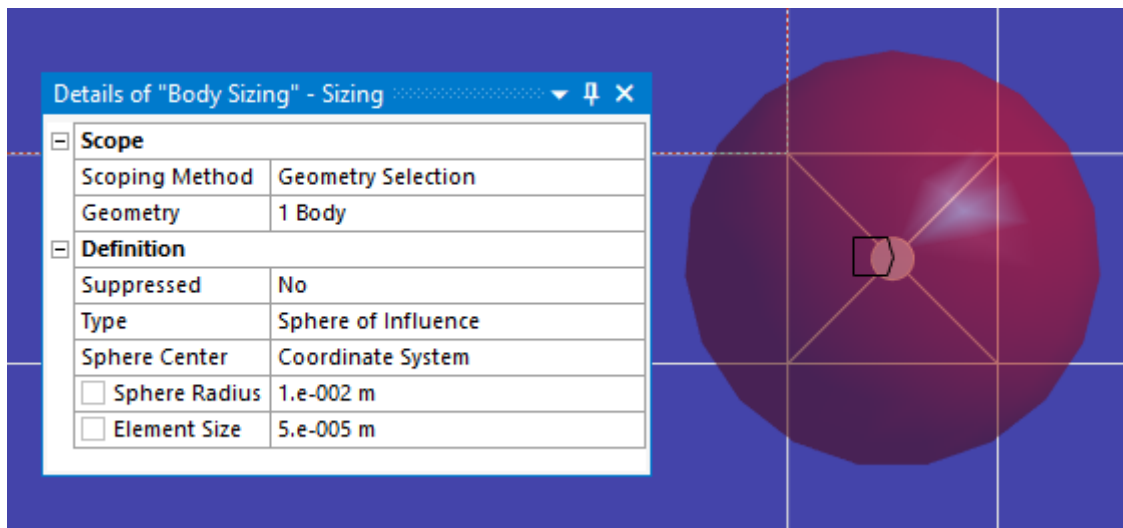 Details of "Body Sizing" - Sizing
Scope
Scoping Method Geometry Selection
Geometry 1 Body
Definition
Suppressed No
Type Sphere of Influence
Sphere Center Coordinate System
Sphere Radius 1.e-002 m
Element Size 5.e-005 m